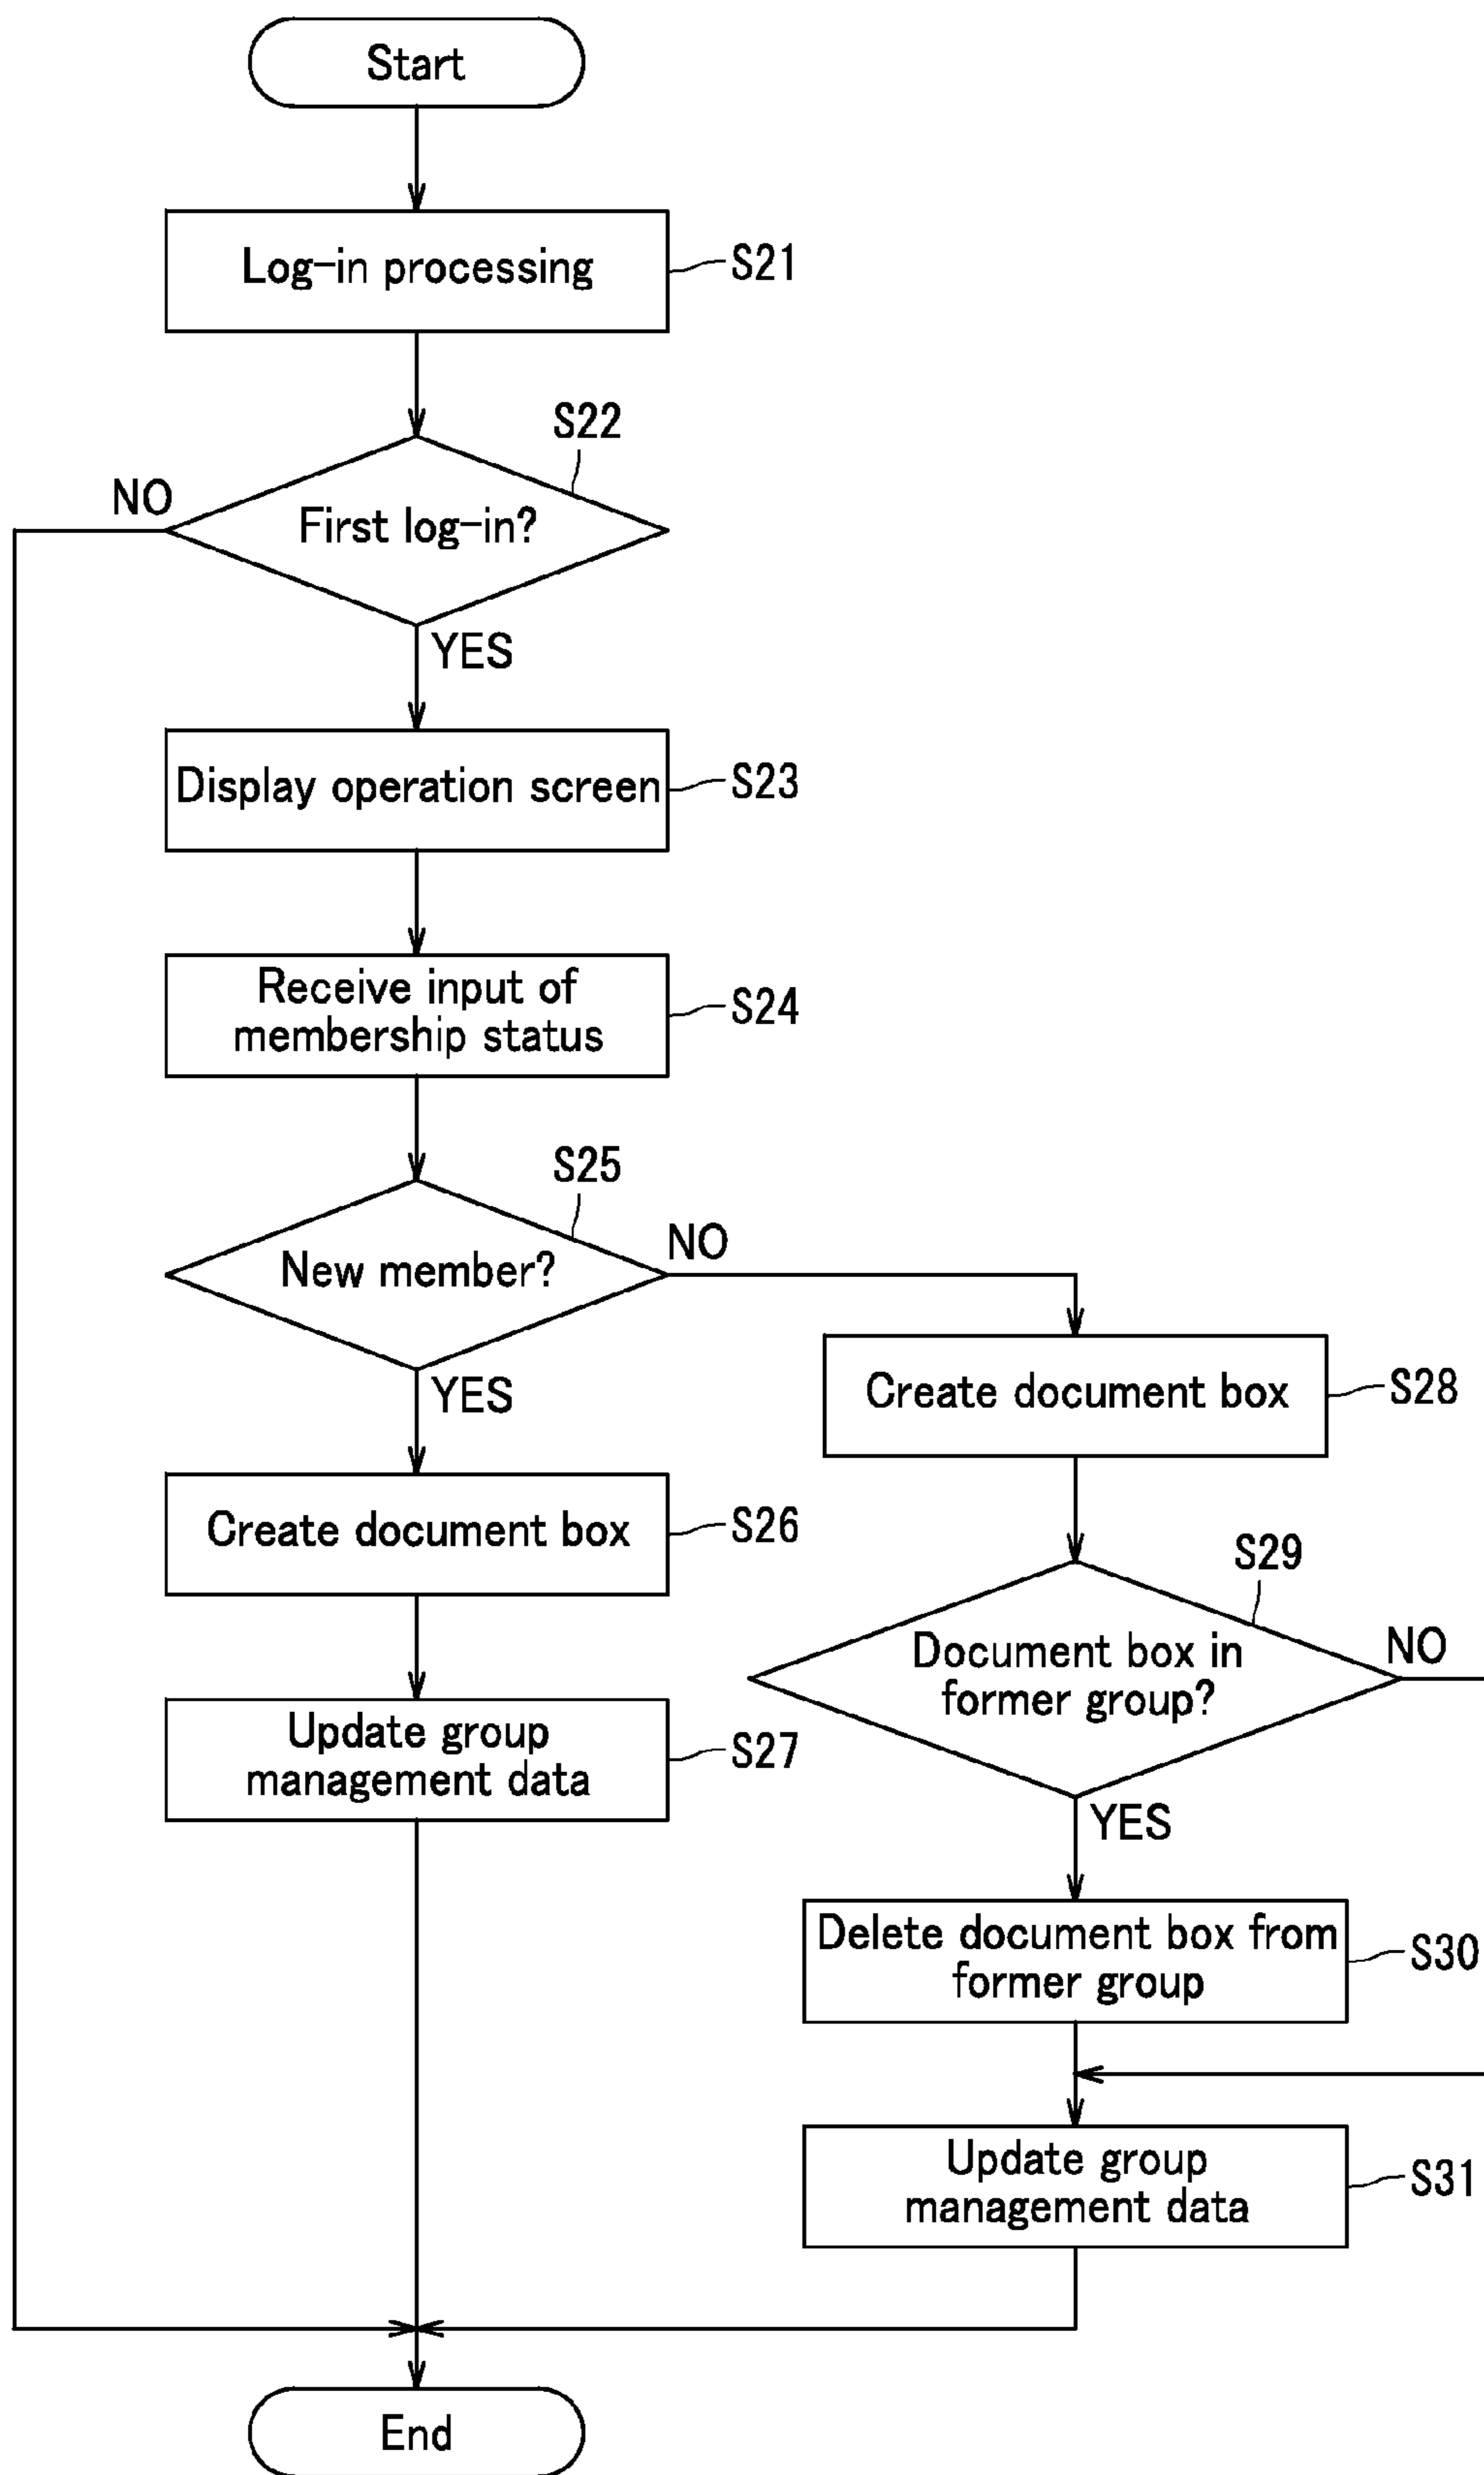 Start
Log-in processing
S21
S22
NO
First log-in?
YES
Display operation screen
S23
Receive input of
membership status
S24
S25
NO
New member?
YES
Create document box
S28
Create document box
S26
S29
Document box in
former group?
NO
Update group
management data
S27
YES
Delete document box from
former group
S30
Update group
management data
S31
End